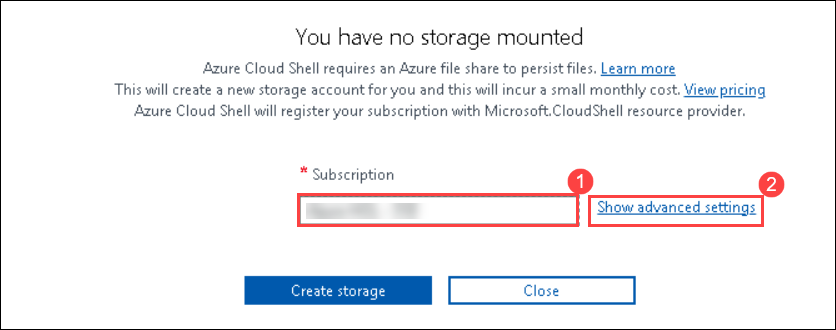 You have no storage mounted
Azure Cloud Shell requires an Azure file share to persist files. Learn more
This will create a new storage account for you and this will incur a small monthly cost. View pricing
Azure Cloud Shell will register your subscription with Microsoft.CloudShell resource provider.
* Subscription
1
2
Show advanced settings
Create storage
Close